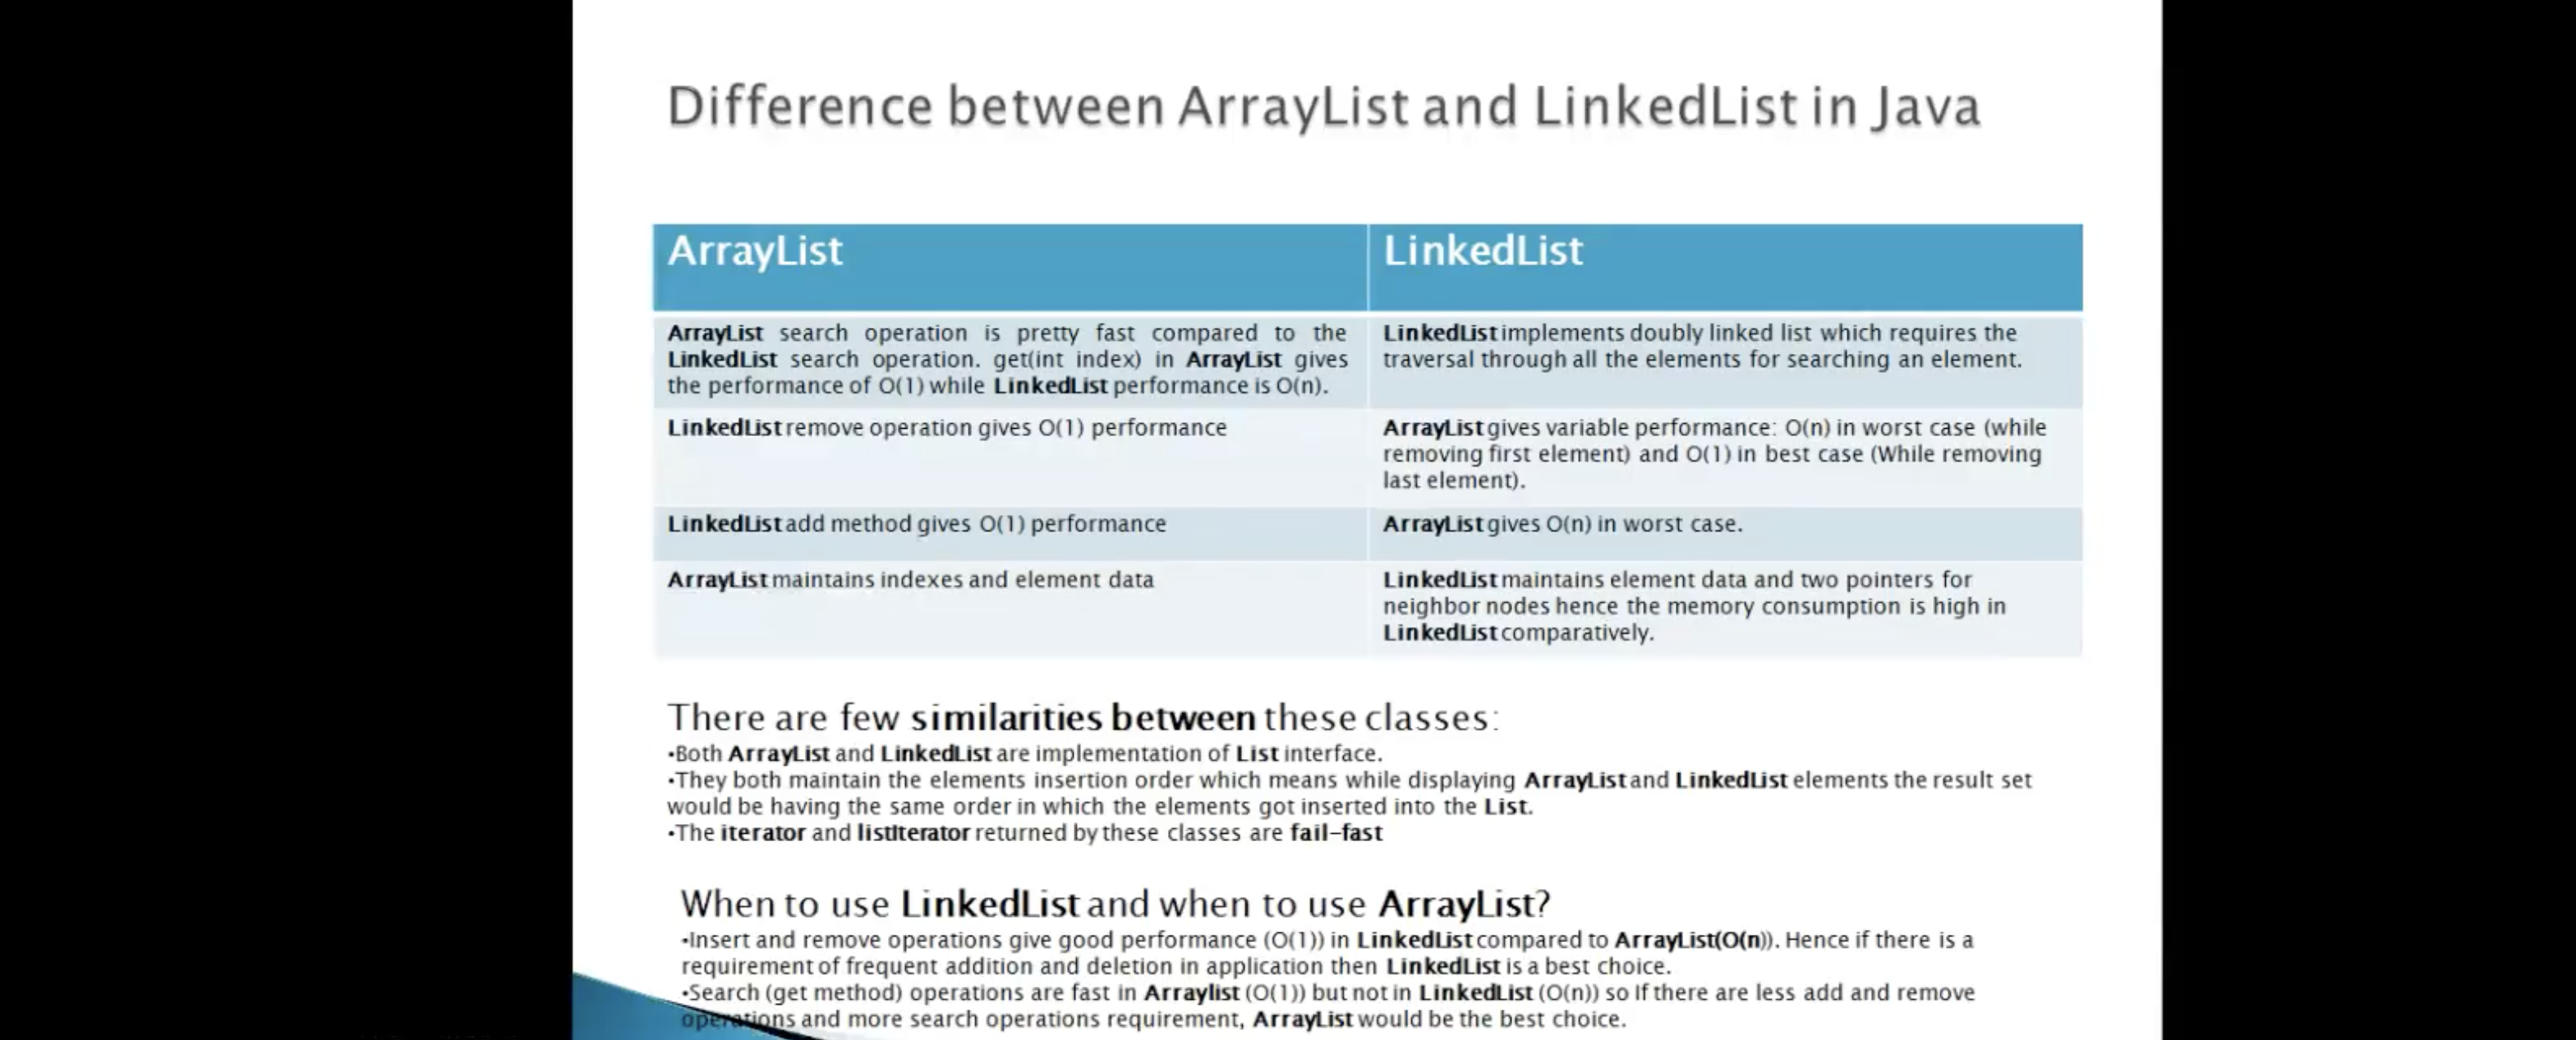 Difference between ArrayList and LinkedList in Java
ArrayList
LinkedList
ArrayList search operation is pretty fast compared to the
LinkedList search operation. get(int index) in ArrayList gives
the performance of O(1) while LinkedList performance is O(n).
LinkedList implements doubly linked list which requires the
traversal through all the elements for searching an element.
LinkedList remove operation gives O(1) performance
ArrayList gives variable performance: O(n) in worst case (while
removing first element) and O(1) in best case (While removing
last element).
LinkedList add method gives O(1) performance
ArrayList gives O(n) in worst case.
ArrayList maintains indexes and element data
LinkedList maintains element data and two pointers for
neighbor nodes hence the memory consumption is high in
LinkedList comparatively.
There are few similarities between these classes:
•Both ArrayList and LinkedList are implementation of List interface.
•They both maintain the elements insertion order which means while displaying ArrayList and LinkedList elements the result set
would be having the same order in which the elements got inserted into the List.
•The iterator and listIterator returned by these classes are fail-fast
When to use LinkedList and when to use ArrayList?
•Insert and remove operations give good performance (O(1)) in LinkedList compared to ArrayList(O(n)). Hence if there is a
requirement of frequent addition and deletion in application then LinkedList is a best choice.
•Search (get method) operations are fast in Arraylist (O(1)) but not in LinkedList (O(n)) so If there are less add and remove
operations and more search operations requirement, ArrayList would be the best choice.